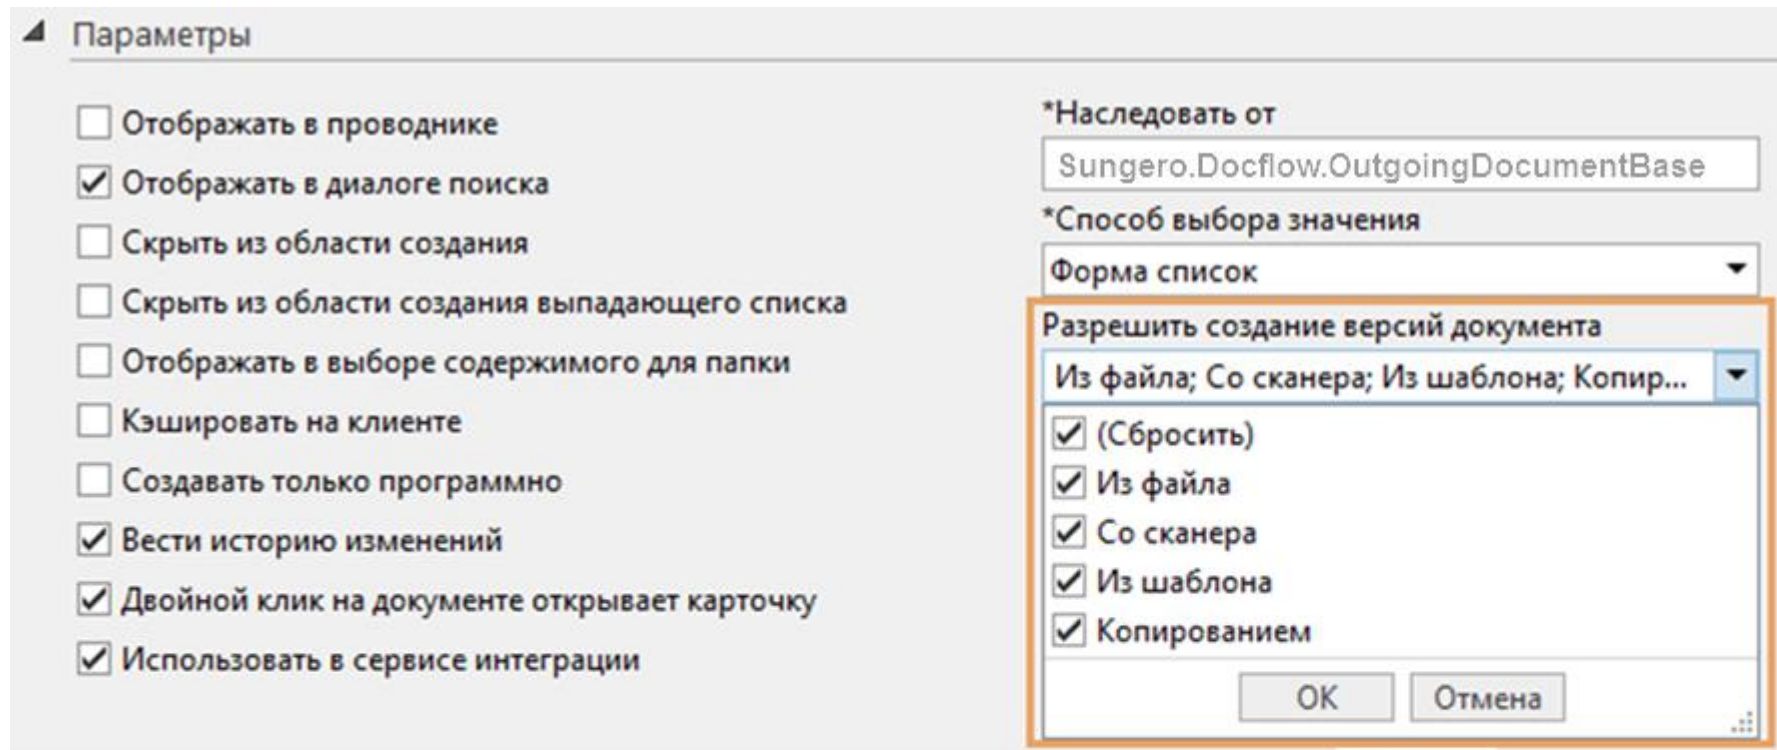 Параметры
Отображать в проводнике
Отображать в диалоге поиска
Скрыть из области создания
Скрыть из области создания выпадающего списка
Отображать в выборе содержимого для папки
Кэшировать на клиенте
Создавать только программно
Вести историю изменений
Двойной клик на документе открывает карточку
Использовать в сервисе интеграции
*Наследовать от
Sungero.Docflow.OutgoingDocumentBase
*Способ выбора значения
Форма список
Разрешить создание версий документа
Из файла; Со сканера; Из шаблона; Копир...
(Сбросить)
Из файла
Со сканера
Из шаблона
Копированием
ОК Отмена